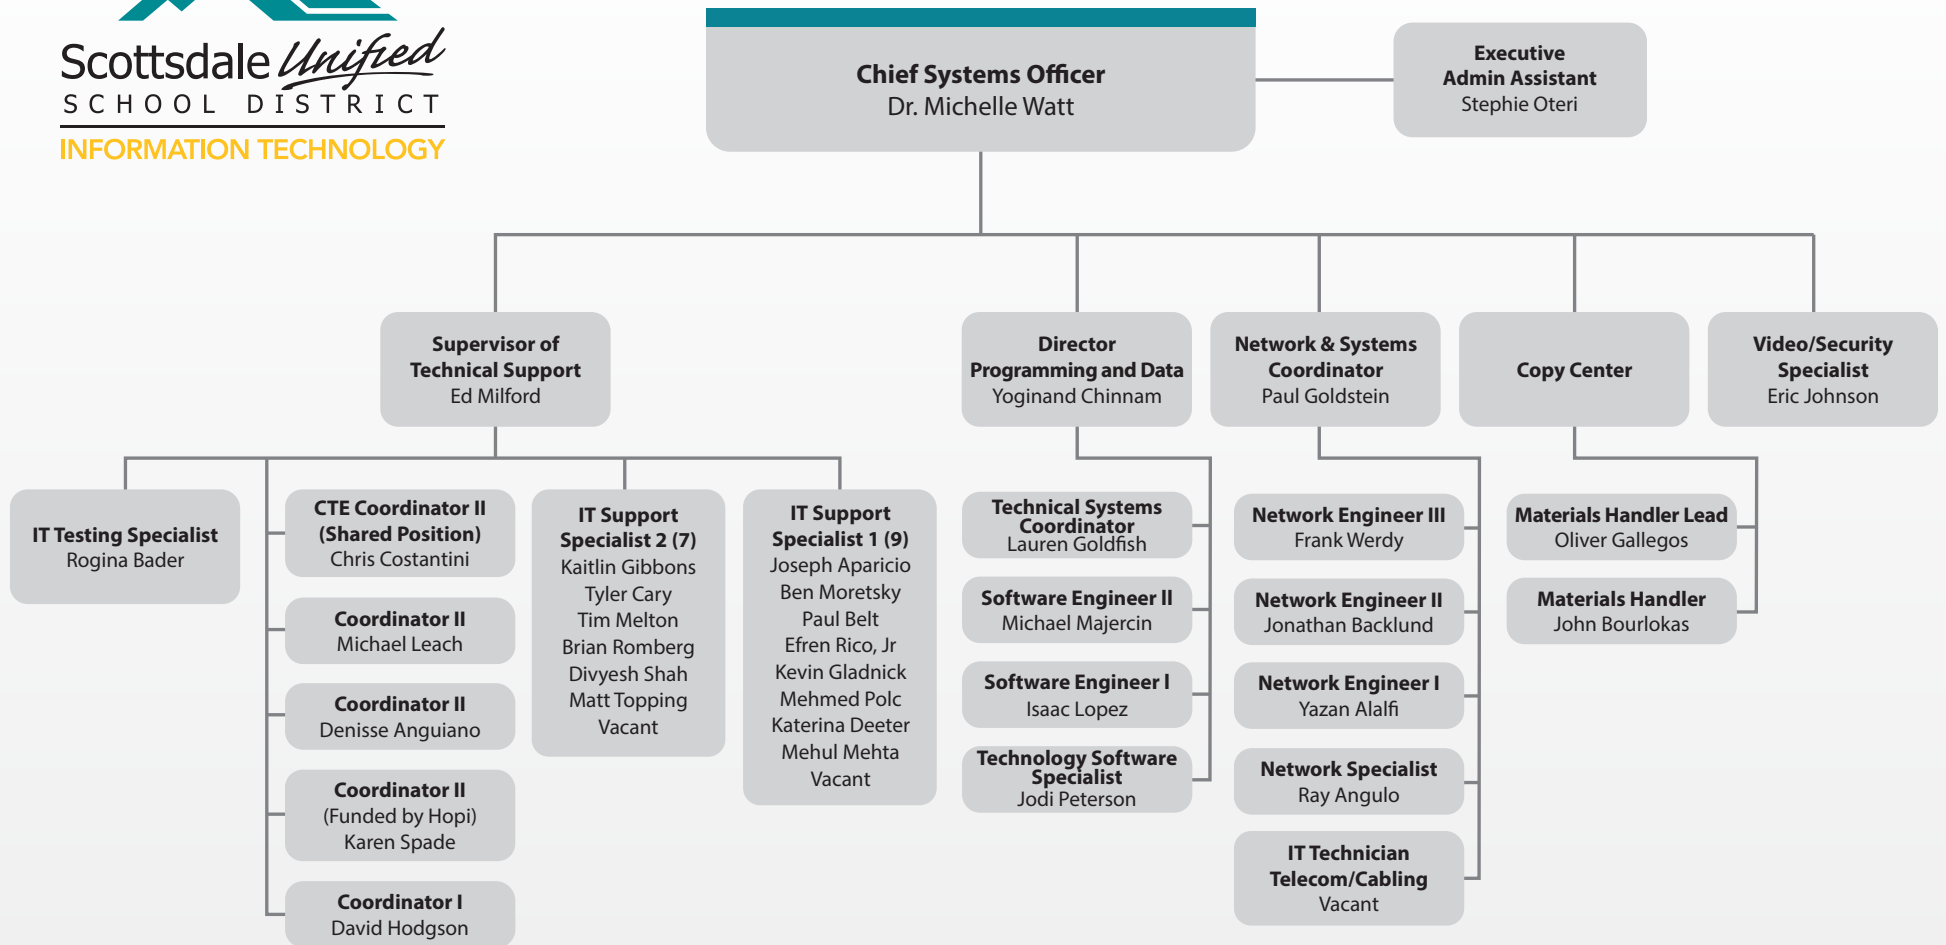 Scottsdale Unified
SCHOOL DISTRICT
INFORMATION TECHNOLOGY
Chief Systems Officer
Dr. Michelle Watt
Executive
Admin Assistant
Stephie Oteri
Supervisor of
Technical Support
Ed Milford
Director
Programming and Data
Yoginand Chinnam
Network & Systems
Coordinator
Paul Goldstein
Copy Center
Video/Security
Specialist
Eric Johnson
IT Testing Specialist
Rogina Bader
CTE Coordinator II
(Shared Position)
Chris Costantini
Coordinator II
Michael Leach
Coordinator II
Denisse Anguiano
Coordinator II
(Funded by Hopi)
Karen Spade
Coordinator I
David Hodgson
IT Support
Specialist 2 (7)
Kaitlin Gibbons
Tyler Cary
Tim Melton
Brian Romberg
Divyesh Shah
Matt Topping
Vacant
IT Support
Specialist 1 (9)
Joseph Aparicio
Ben Moretsky
Paul Belt
Efren Rico, Jr
Kevin Gladnick
Mehmed Polc
Katerina Deeter
Mehul Mehta
Vacant
Technical Systems
Coordinator
Lauren Goldfish
Software Engineer II
Michael Majercin
Software Engineer I
Isaac Lopez
Technology Software
Specialist
Jodi Peterson
Network Engineer III
Frank Werdy
Network Engineer II
Jonathan Backlund
Network Engineer I
Yazan Alalfi
Network Specialist
Ray Angulo
IT Technician
Telecom/Cabling
Vacant
Materials Handler Lead
Oliver Gallegos
Materials Handler
John Bourlokas